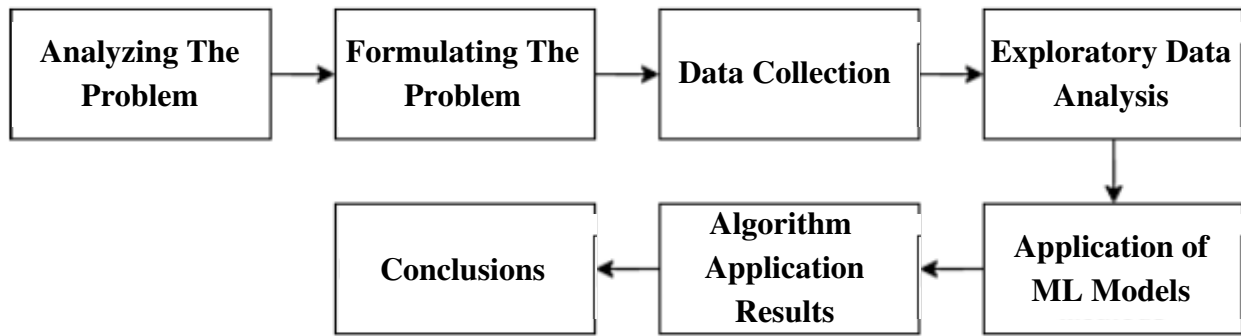 Analyzing The
Problem
Formulating The
Problem
Data Collection
Exploratory Data
Analysis
Application of
ML Models
Algorithm
Application
Results
Conclusions